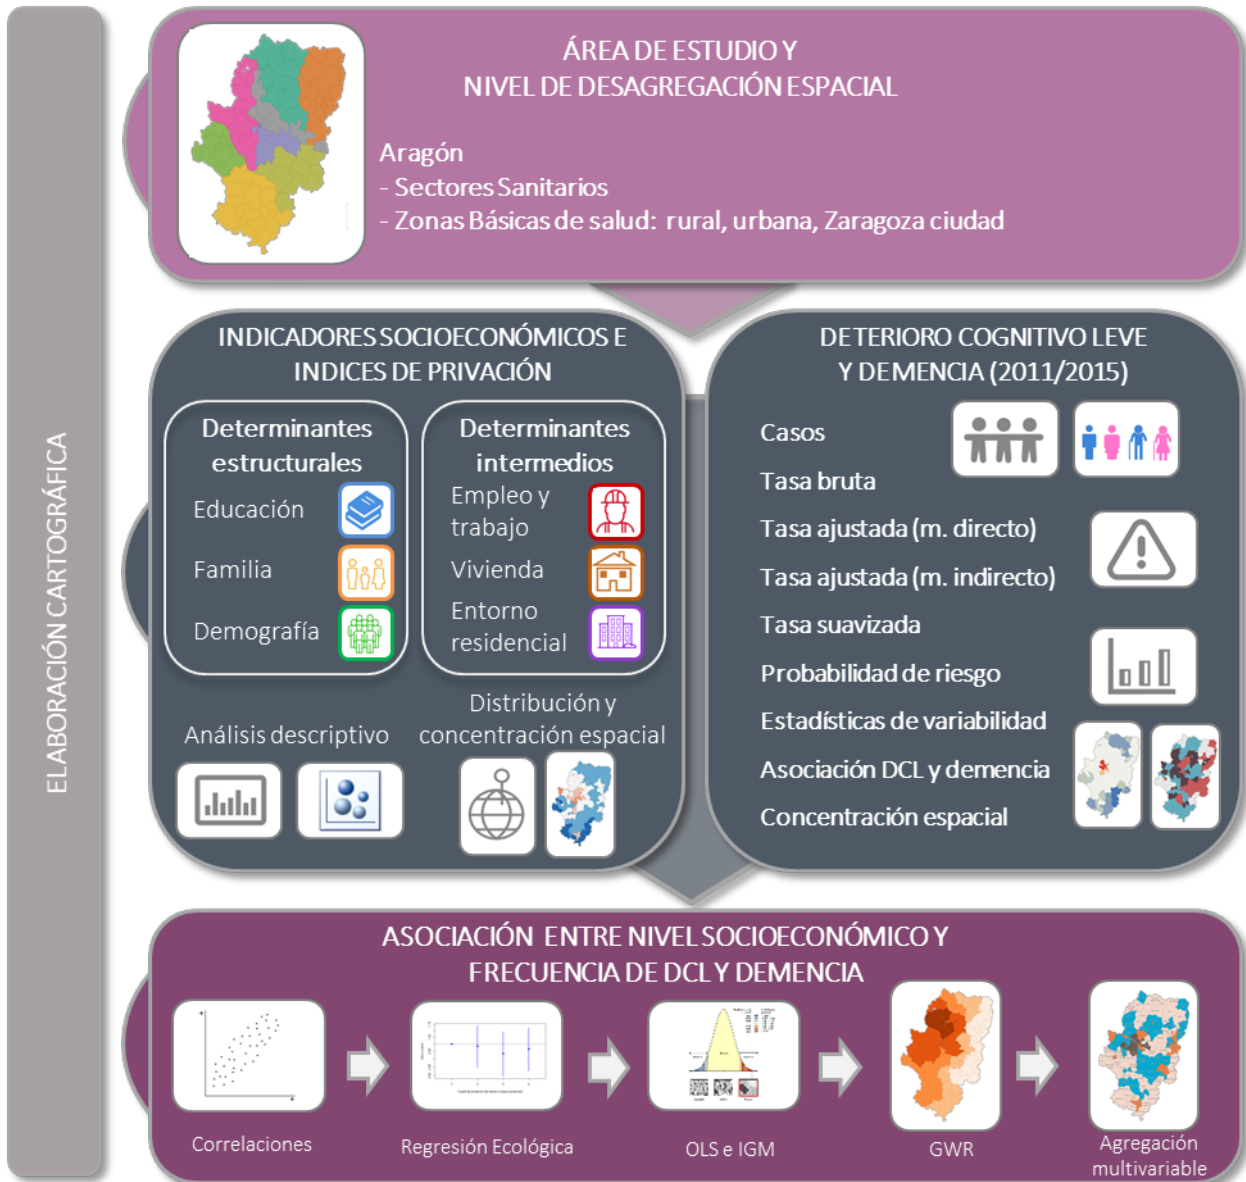 ELABORACIÓN CARTOGRÁFICA
ÁREA DE ESTUDIO Y
NIVEL DE DESAGREGACIÓN ESPACIAL
Aragón
- Sectores Sanitarios
- Zonas Básicas de salud: rural, urbana, Zaragoza ciudad
INDICADORES SOCIOECONÓMICOS E
INDICES DE PRIVACIÓN
Determinantes
estructurales
Educación
Familia
Demografía
Determinantes
intermedios
Empleo y
trabajo
Vivienda
Entorno
residencial
Análisis descriptivo
Distribución y
concentración espacial
DETERIORO COGNITIVO LEVE
Y DEMENCIA (2011/2015)
Casos
Tasa bruta
Tasa ajustada (m. directo)
Tasa ajustada (m. indirecto)
Tasa suavizada
Probabilidad de riesgo
Estadísticas de variabilidad
Asociación DCL y demencia
Concentración espacial
ASOCIACIÓN ENTRE NIVEL SOCIOECONÓMICO Y
FRECUENCIA DE DCL Y DEMENCIA
Correlaciones
Regresión Ecológica
OLS e IGM
GWR
Agregación
multivariable